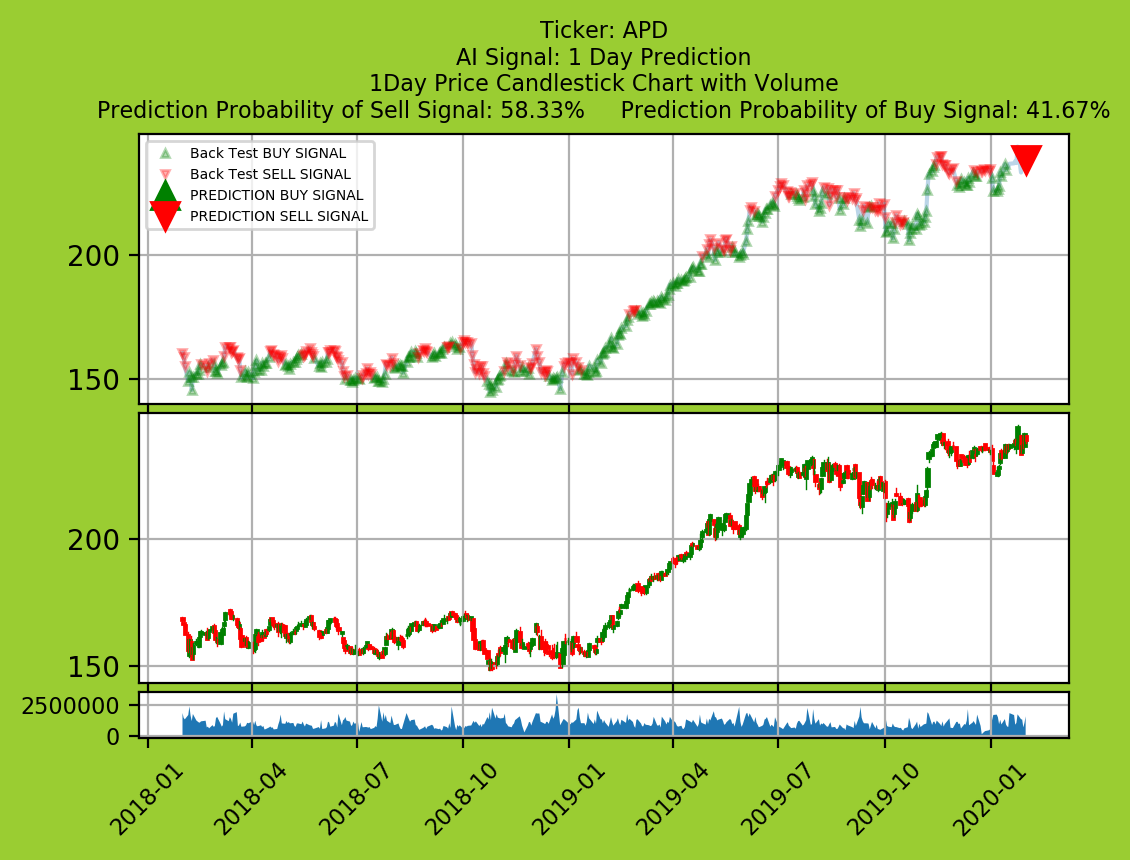 Ticker: APD
AI Signal: 1 Day Prediction
1Day Price Candlestick Chart with Volume
Prediction Probability of Sell Signal: 58.33% Prediction Probability of Buy Signal: 41.67%
Back Test BUY SIGNAL
Back Test SELL SIGNAL
PREDICTION BUY SIGNAL
PREDICTION SELL SIGNAL
200
150
200
150
2500000
0
2018-01
2018-04
2018-07
2018-10
2019-01
2019-04
2019-07
2019-10
2020-01